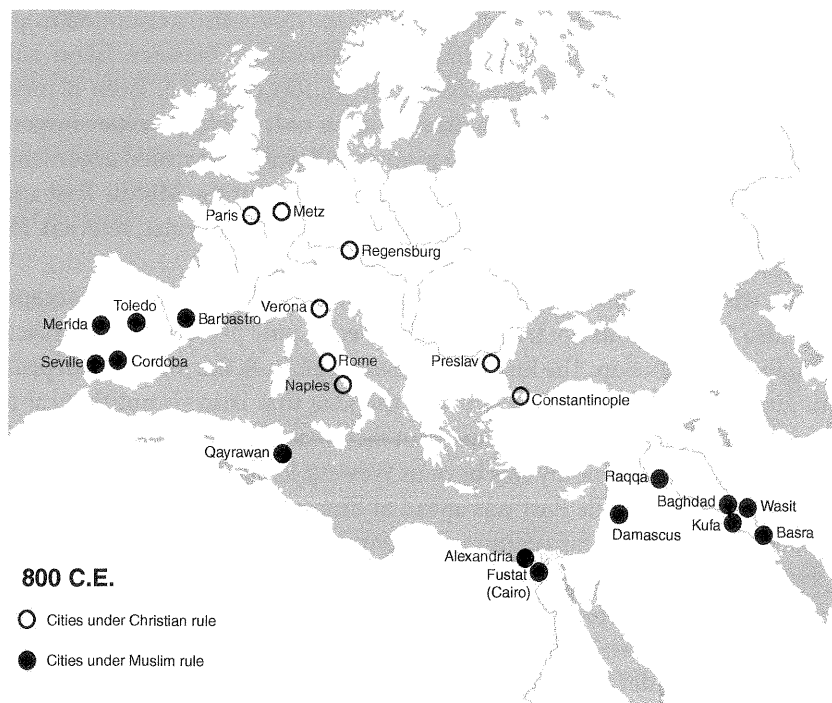 Paris
Metz
Regensburg
Verona
Toledo
Barbastro
Merida
Seville
Cordoba
Rome
Preslav
Naples
Constantinople
Qayrawan
Raqqa
Baghdad
Wasit
Kufa
Damascus
Basra
Alexandria
Fustat
(Cairo)
800 C.E.
Cities under Christian rule
Cities under Muslim rule